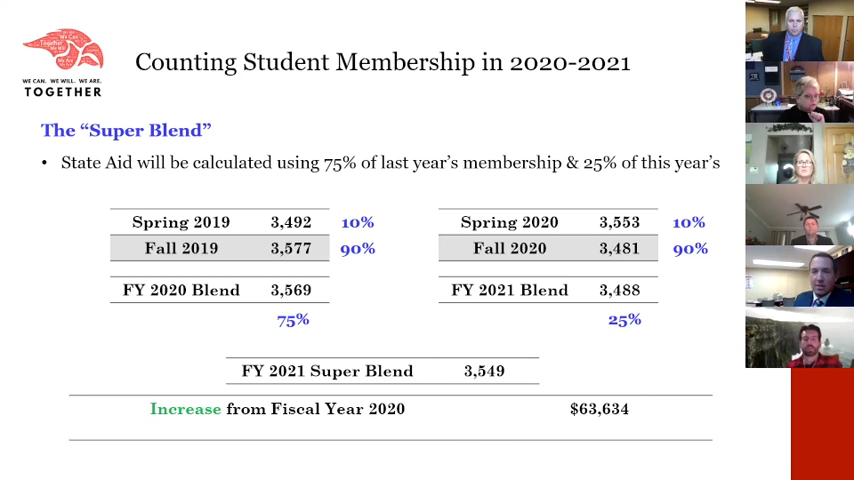 WE CAN. WE WILL. WE ARE.
TOGETHER
Counting Student Membership in 2020-2021
The “Super Blend”
• State Aid will be calculated using 75% of last year’s membership & 25% of this year’s
Spring 2019 3,492 10%
Fall 2019 3,577 90%
FY 2020 Blend 3,569
75%
Spring 2020 3,553 10%
Fall 2020 3,481 90%
FY 2021 Blend 3,488
25%
FY 2021 Super Blend 3,549
Increase from Fiscal Year 2020 $63,634